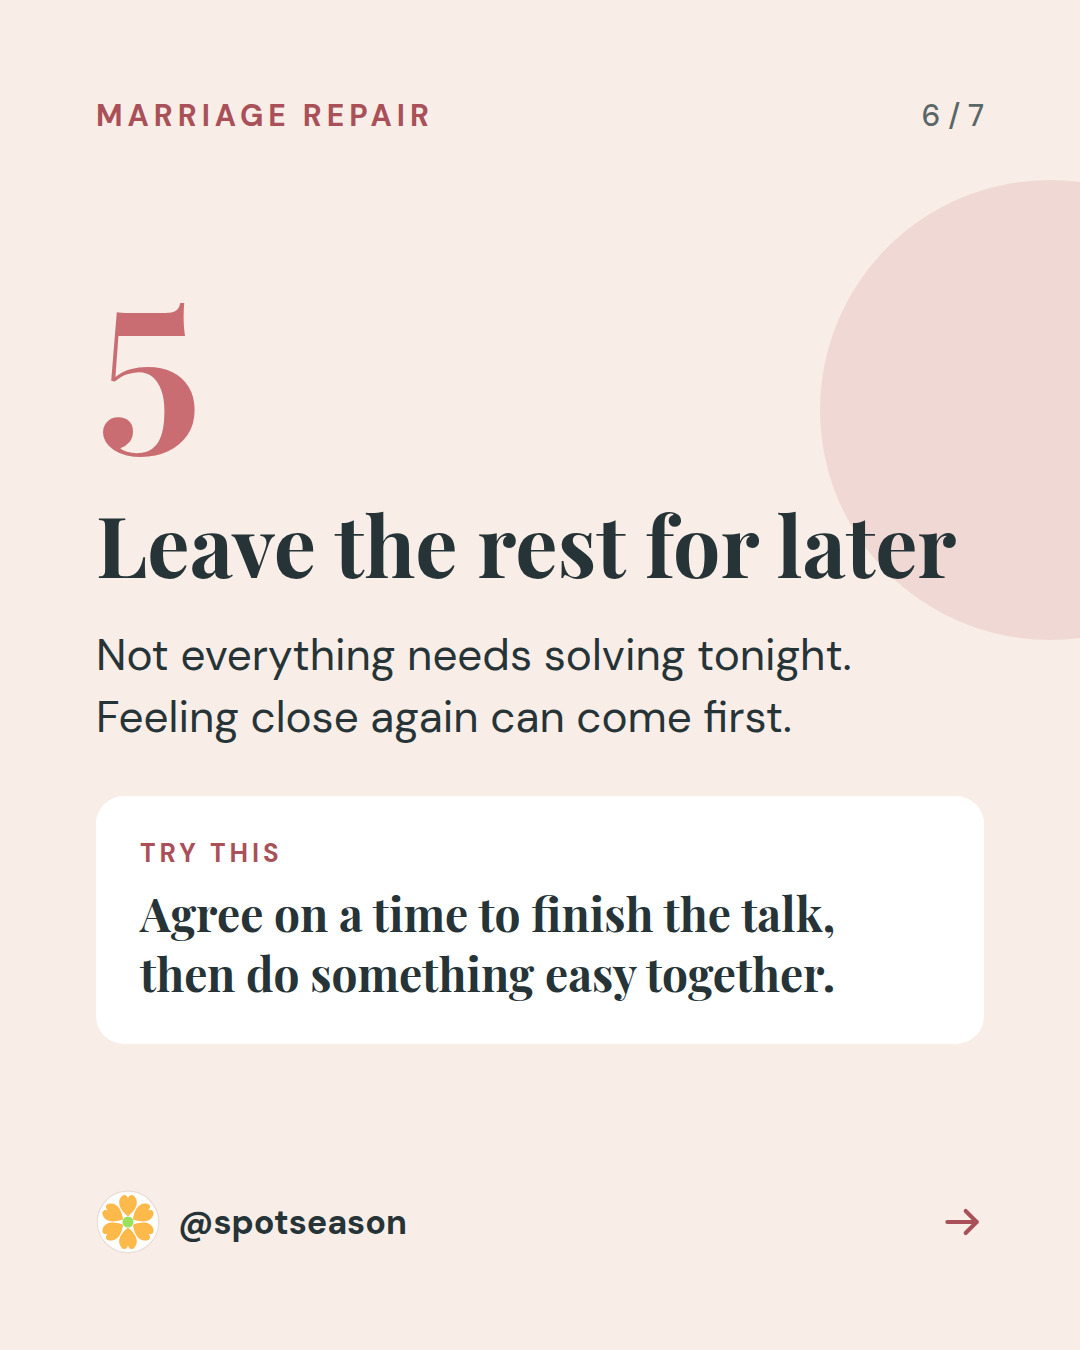 MARRIAGE REPAIR
6 / 7
5
Leave the rest for later
Not everything needs solving tonight.
Feeling close again can come first.
TRY THIS
Agree on a time to finish the talk,
then do something easy together.
@spotseason
→